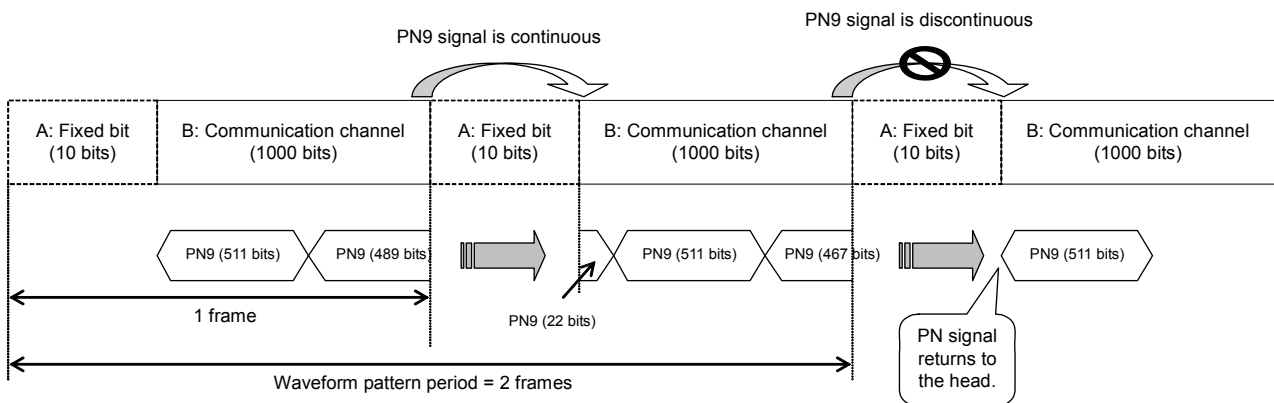 PN9 signal is continuous
PN9 signal is discontinuous
A: Fixed bit
(10 bits)
B: Communication channel
(1000 bits)
A: Fixed bit
(10 bits)
B: Communication channel
(1000 bits)
A: Fixed bit
(10 bits)
B: Communication channel
(1000 bits)
PN9 (511 bits)
PN9 (489 bits)
PN9 (511 bits)
PN9 (467 bits)
PN9 (511 bits)
1 frame
PN9 (22 bits)
PN signal
returns to
the head.
Waveform pattern period = 2 frames